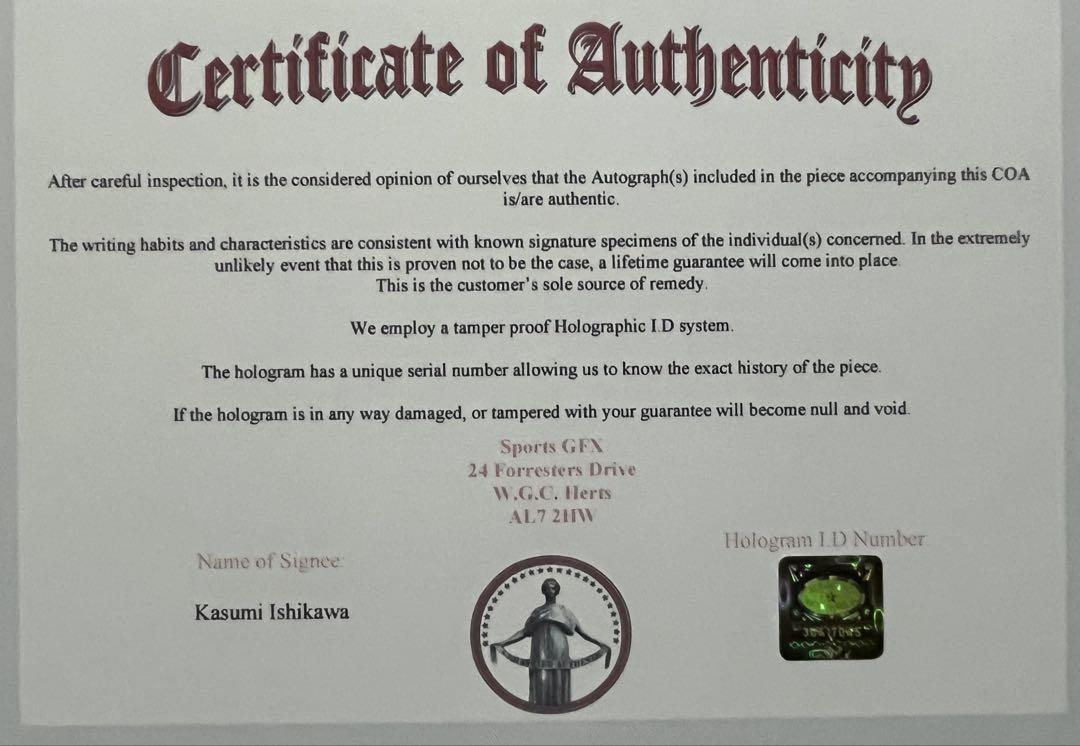 Certificate of Authenticity
After careful inspection, it is the considered opinion of ourselves that the Autograph(s) included in the piece accompanying this COA
is/are authentic.
The writing habits and characteristics are consistent with known signature specimens of the individual(s) concerned. In the extremely
unlikely event that this is proven not to be the case, a lifetime guarantee will come into place.
This is the customer's sole source of remedy.
We employ a tamper proof Holographic I.D system.
The hologram has a unique serial number allowing us to know the exact history of the piece.
If the hologram is in any way damaged, or tampered with your guarantee will become null and void.
Sports GFX
24 Forresters Drive
W.G.C. Herts
AL7 2HW
Hologram I.D Number
Name of Signee:
Kasumi Ishikawa